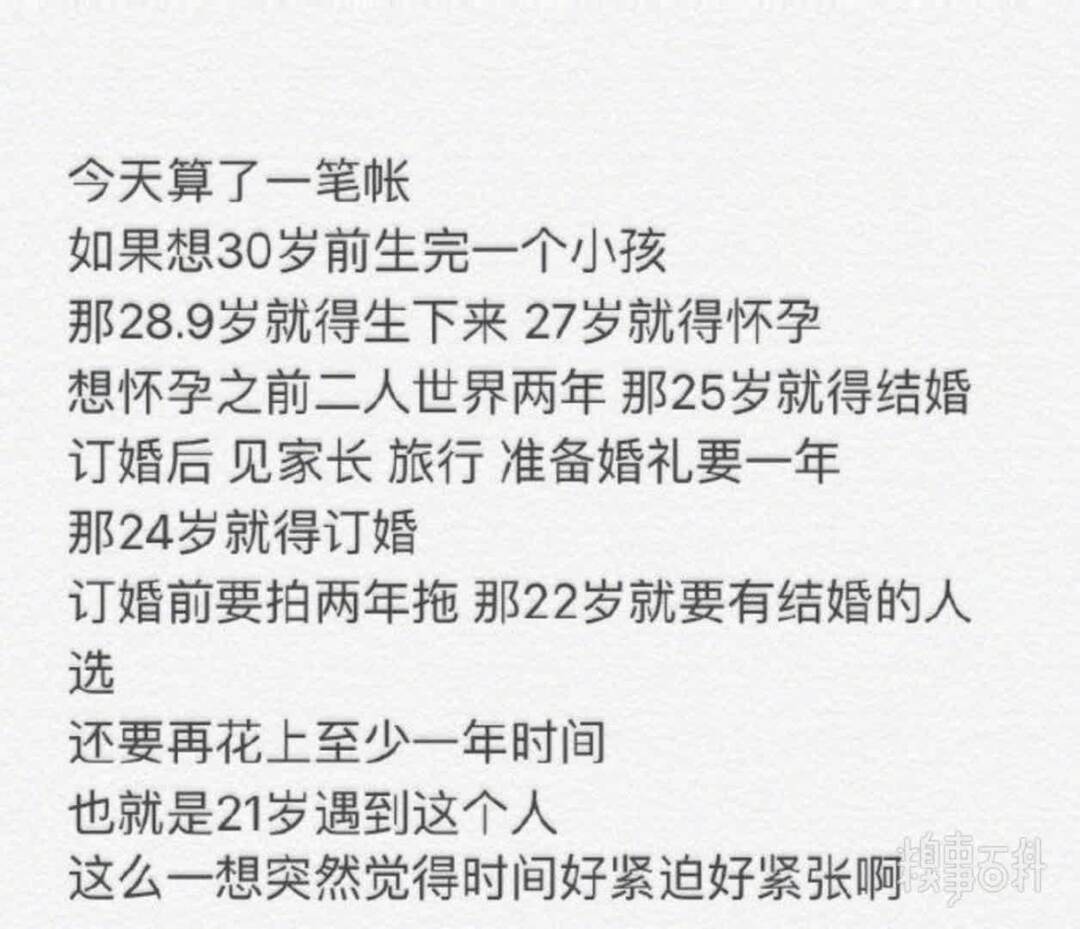 今天算了一笔帐
如果想30岁前生完一个小孩
那28.9岁就得生下来 27岁就得怀孕
想怀孕之前二人世界两年 那25岁就得结婚
订婚后 见家长 旅行 准备婚礼要一年
那24岁就得订婚
订婚前要拍两年拖 那22岁就要有结婚的人
选
还要再花上至少一年时间
也就是21岁遇到这个人
这么一想突然觉得时间好紧迫好紧张啊
糗事百科